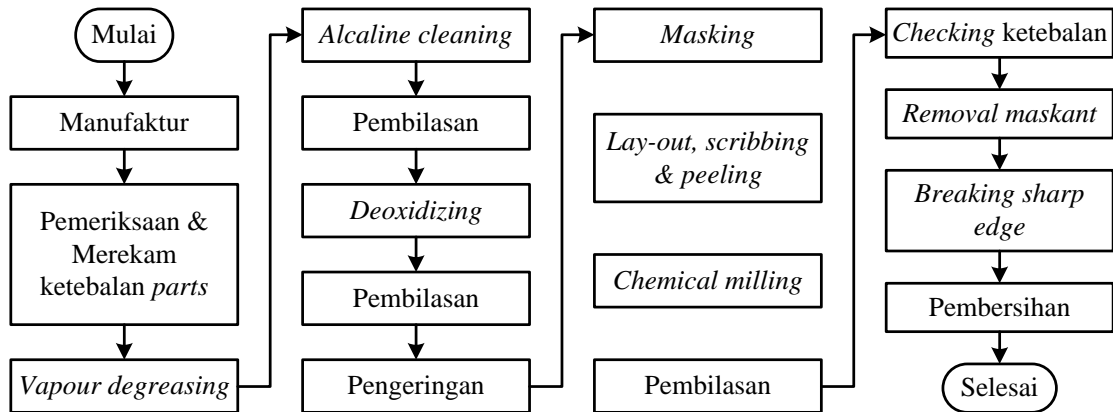 Mulai
Manufaktur
Pemeriksaan &
Merekam
ketebalan parts
Vapour degreasing
Alcaline cleaning
Pembilasan
Deoxidizing
Pembilasan
Pengeringan
Masking
Lay-out, scribbing
& peeling
Chemical milling
Pembilasan
Checking ketebalan
Removal maskant
Breaking sharp
edge
Pembersihan
Selesai